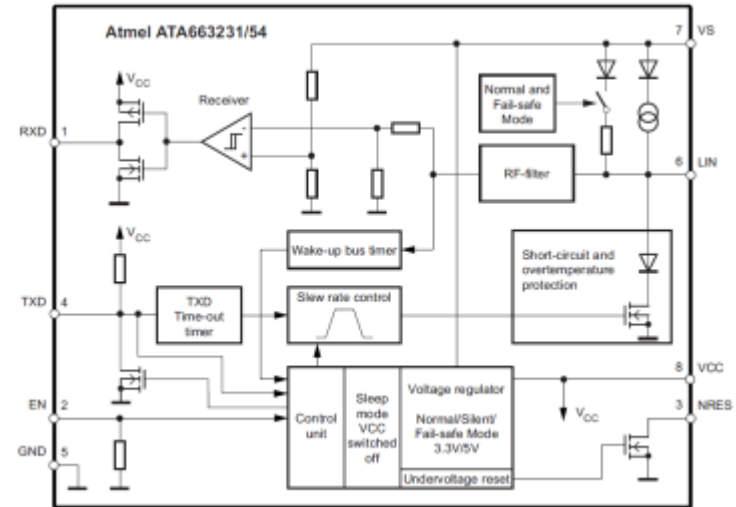 Atmel ATA663231/54
7 VS
VCC
Receiver
Normal and
Fail-safe
Mode
RXD 1
-
+
6 LIN
RF-filter
VCC
Wake-up bus timer
Short-circuit and
overtemperature
protection
TXD 4
TXD
Time-out
timer
Slew rate control
8 VCC
EN 2
Control
unit
Sleep
mode
VCC
switched
off
Voltage regulator
Normal/Silent/
Fail-safe Mode
3.3V/5V
VCC
3 NRES
GND 5
Undervoltage reset